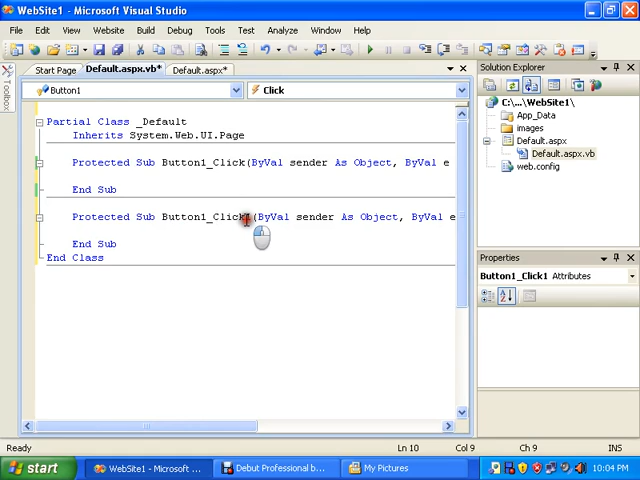 WebSite1 - Microsoft Visual Studio
File Edit View Website Build Debug Tools Test Analyze Window Help
Toolbox
Start Page Default.aspx.vb* Default.aspx*
Button1 Click
Partial Class _Default
Inherits System.Web.UI.Page
Protected Sub Button1_Click(ByVal sender As Object, ByVal e
End Sub
Protected Sub Button1_Click1(ByVal sender As Object, ByVal e
End Sub
End Class
Solution Explorer
C:\...\WebSite1\
App_Data
images
Default.aspx
Default.aspx.vb
web.config
Properties
Button1_Click1 Attributes
Ready Ln 10 Col 9 Ch 9 INS
start WebSite1 - Microsoft ... Debut Professional b... My Pictures 10:04 PM